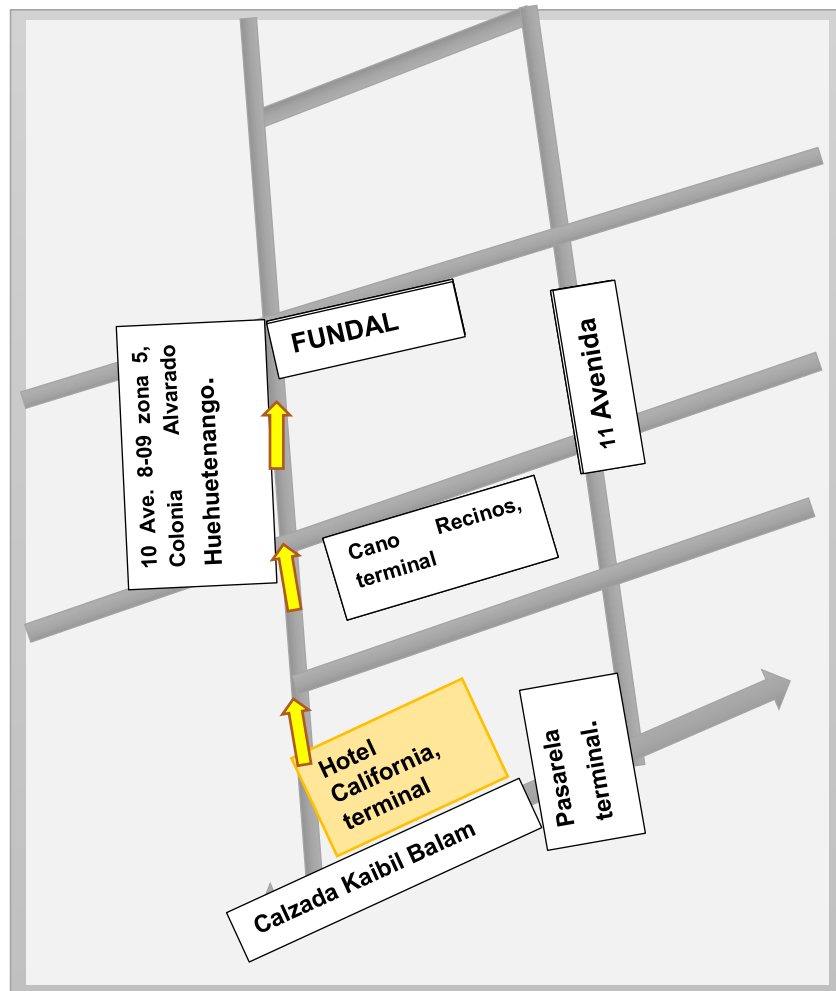 FUNDAL
10 Ave. 8-09 zona 5,
Colonia Alvarado
Huehuetenango.
11 Avenida
Cano Recinos,
terminal
Hotel
California,
terminal
Pasarela
terminal.
Calzada Kaibil Balam